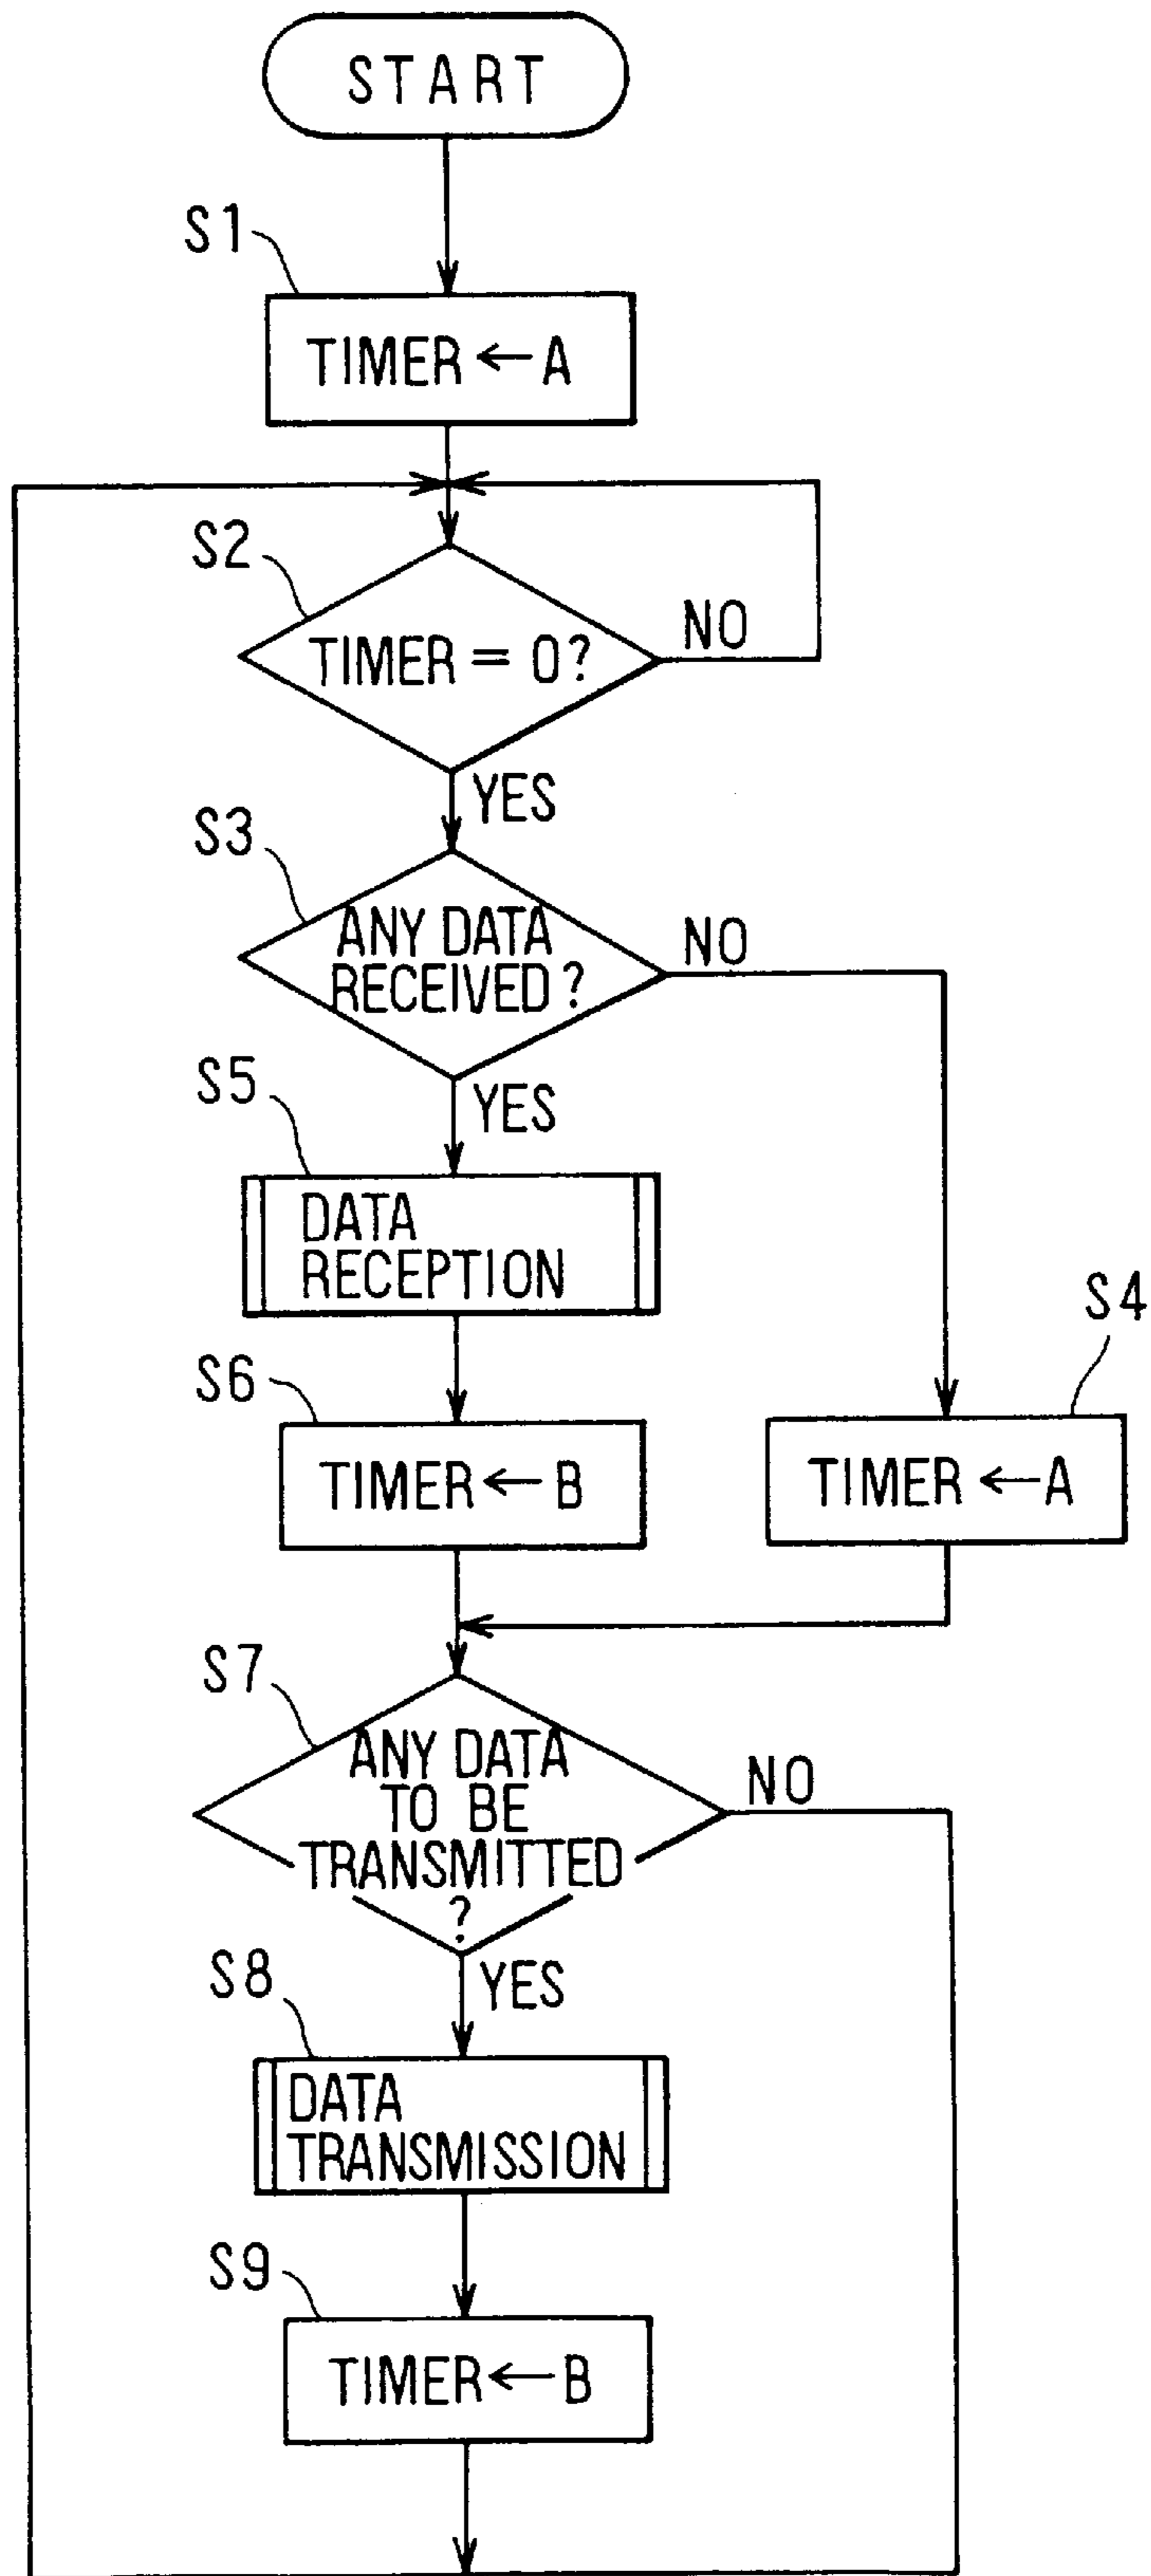 START
S1
TIMER ← A
S2
TIMER = 0?
NO
YES
S3
ANY DATA
RECEIVED?
NO
YES
S5
DATA
RECEPTION
S4
S6
TIMER ← B
TIMER ← A
S7
ANY DATA
TO BE
TRANSMITTED
?
NO
YES
S8
DATA
TRANSMISSION
S9
TIMER ← B